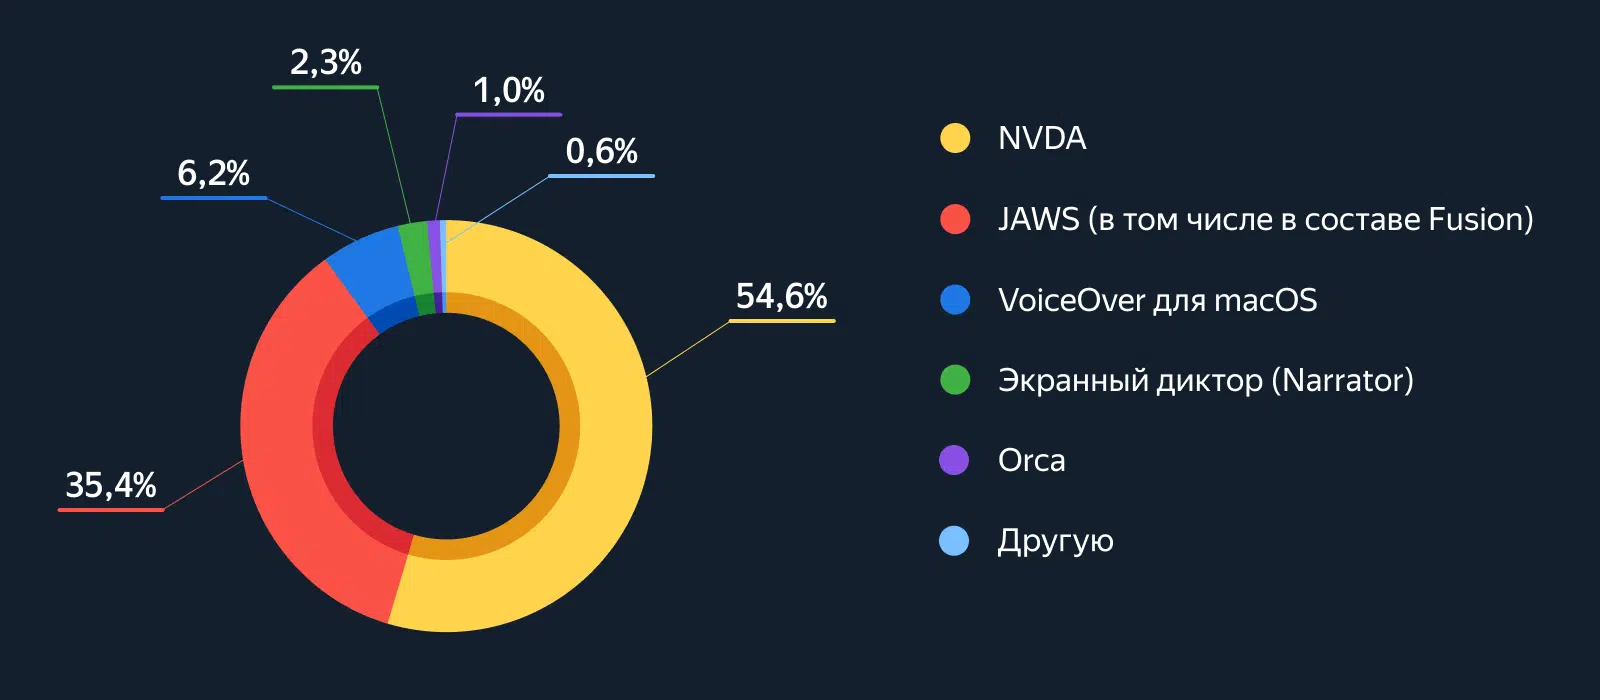 2,3%
1,0%
0,6%
6,2%
54,6%
35,4%
NVDA
JAWS (в том числе в составе Fusion)
VoiceOver для macOS
Экранный диктор (Narrator)
Orca
Другую